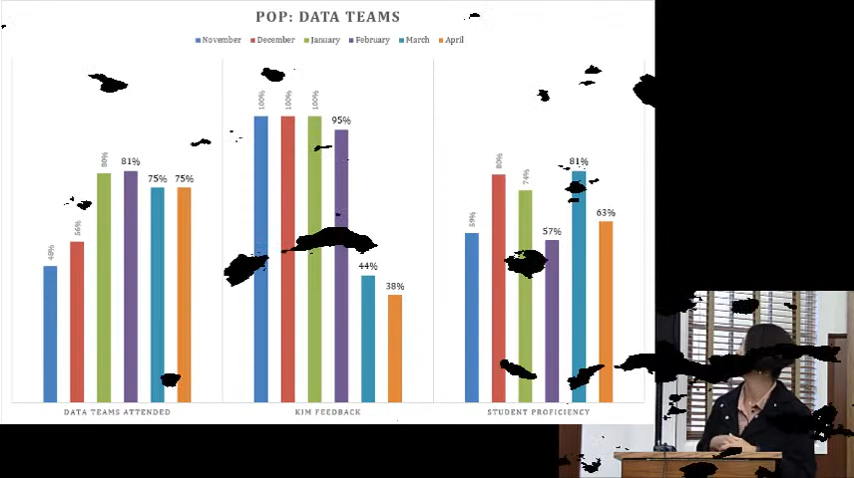 POP: DATA TEAMS
November December January February March April
48% 56% 80% 81% 75% 75%
100% 100% 100% 95% 44% 38%
59% 80% 74% 57% 81% 63%
DATA TEAMS ATTENDED KIM FEEDBACK STUDENT PROFICIENCY